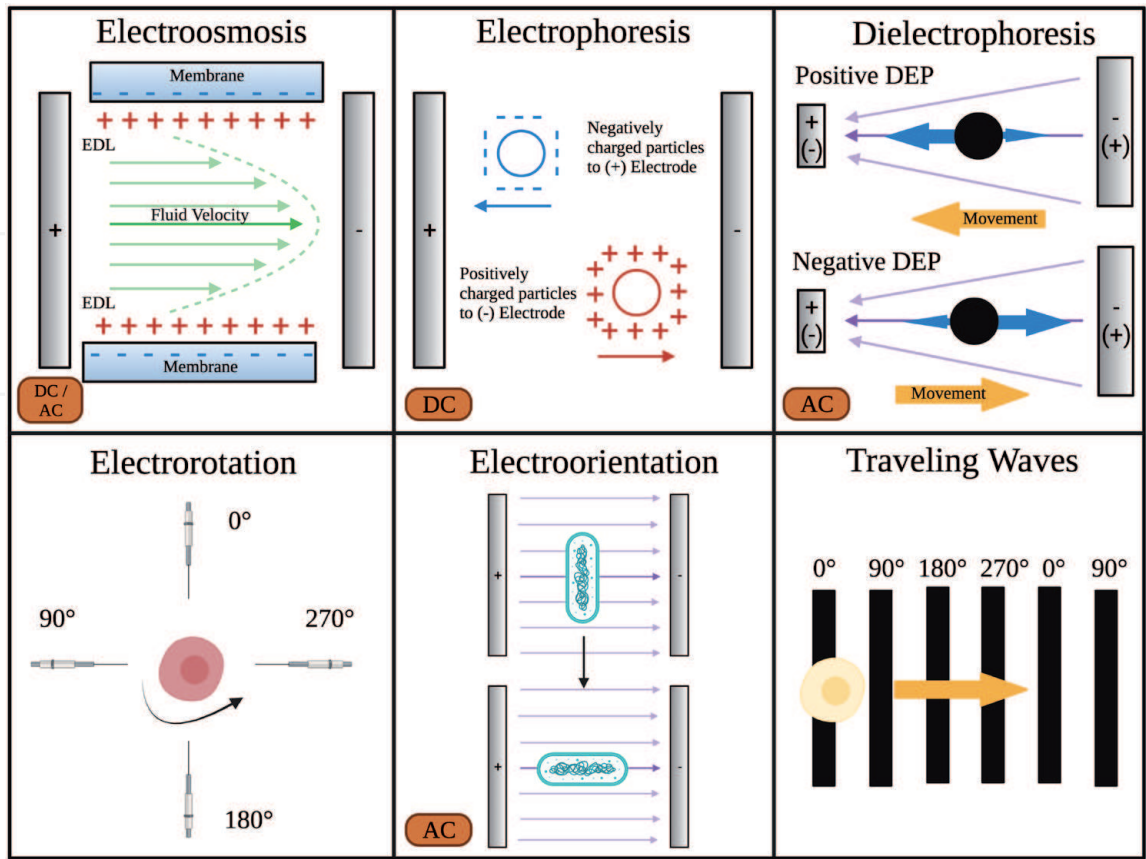 Electroosmosis
Membrane
- - - - - - - - -
+ + + + + + + + +
EDL
Fluid Velocity
+
-
EDL
+ + + + + + + + +
- - - - - - - - -
Membrane
DC /
AC
Electrophoresis
Negatively
charged particles
to (+) Electrode
+
-
Positively
charged particles
to (-) Electrode
DC
Dielectrophoresis
Positive DEP
+
(-)
-
(+)
Movement
Negative DEP
+
(-)
-
(+)
Movement
AC
Electrorotation
0°
90°
270°
180°
Electroorientation
+
-
+
-
AC
Traveling Waves
0° 90° 180° 270° 0° 90°